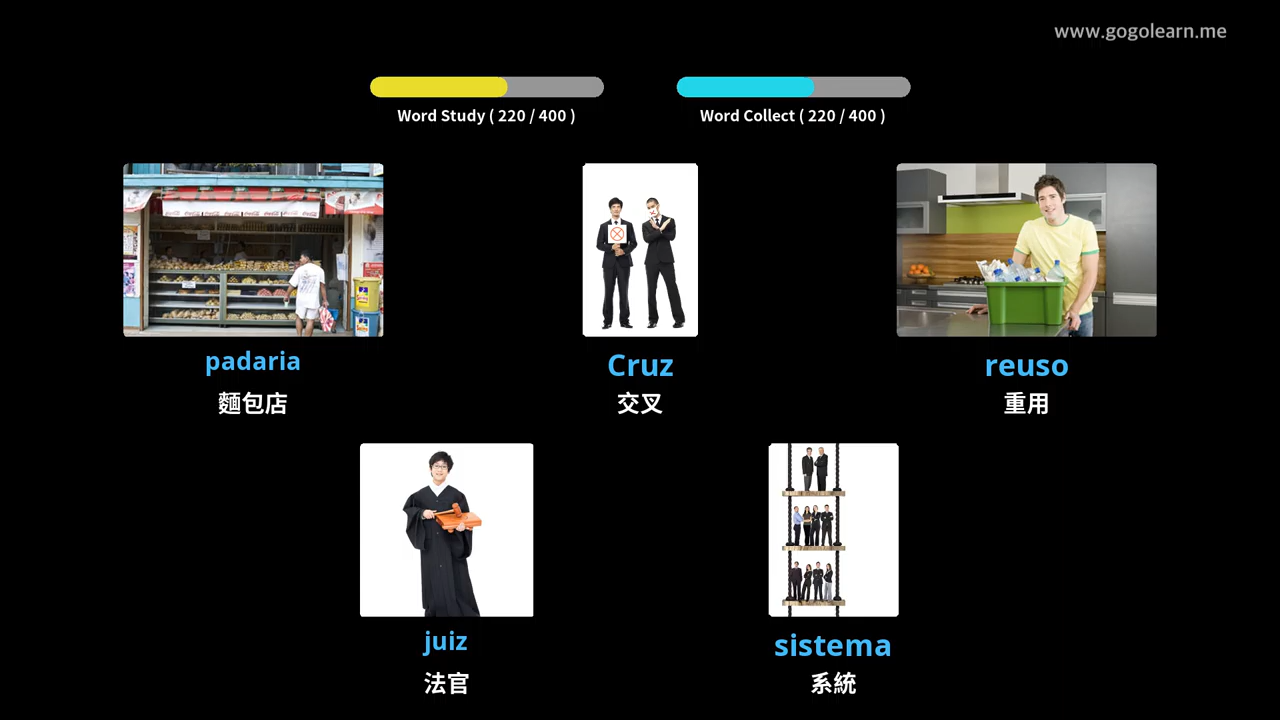 www.gogolearn.me
Word Study ( 220 / 400 )
Word Collect ( 220 / 400 )
padaria
麵包店
Cruz
交叉
reuso
重用
juiz
法官
sistema
系統